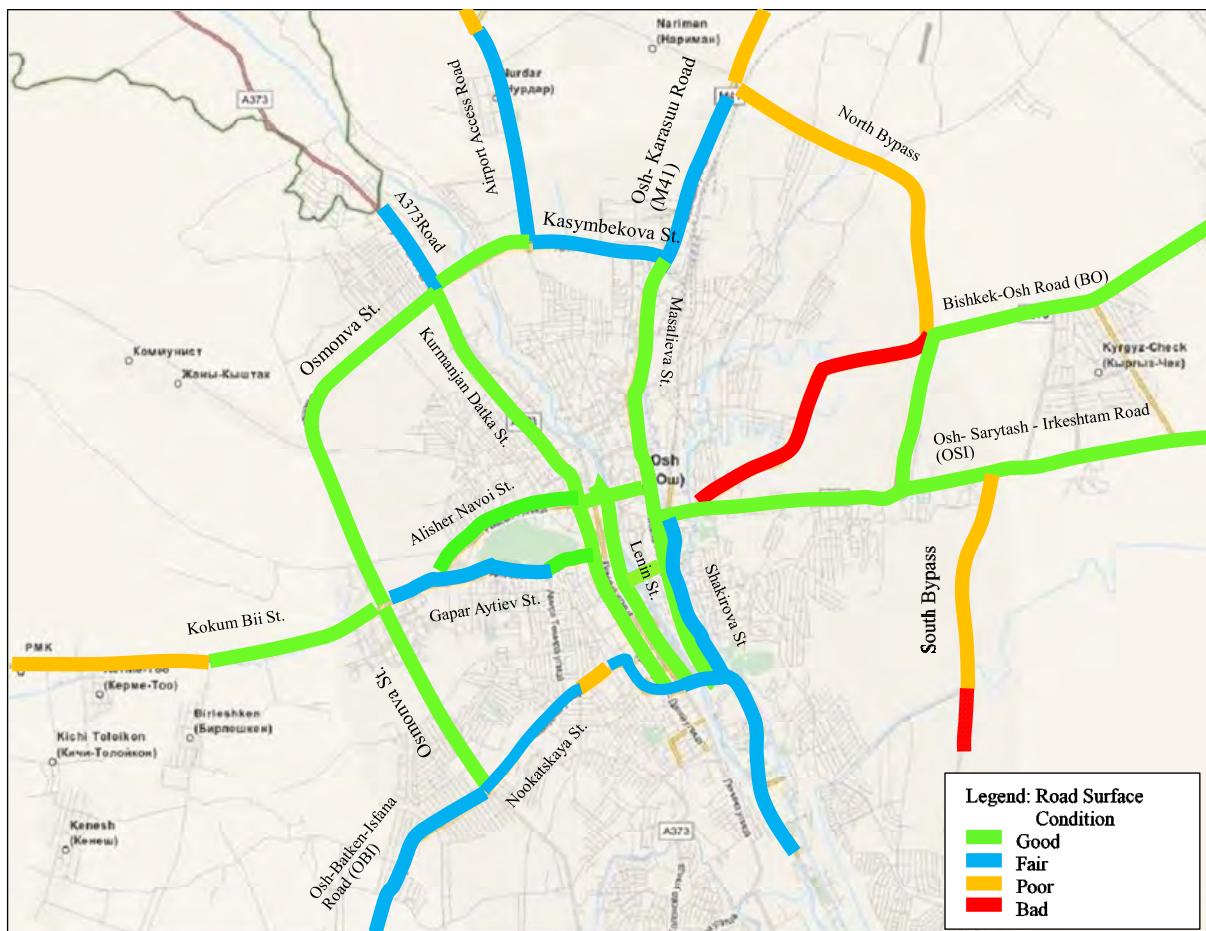 Nariman
(Нариман)
Nurdar
(Нурдар)
A373
Airport Access Road
Osh- Karasuu Road
(M41)
North Bypass
A373Road
Kasymbekova St.
Bishkek-Osh Road (BO)
Osmonva St.
Kurmanjan Datka St.
Masalieva St.
Коммунист
Жаны-Кыштак
Kyrgyz-Check
(Кыргыз-Чек)
Osh- Sarytash - Irkeshtam Road
(OSI)
Osh
(Ош)
Alisher Navoi St.
Lenin St.
Shakirova St
Gapar Aytiev St.
Kokum Bii St.
South Bypass
РМК
(Керме-Тоо)
Osmonva St.
Birleshken
(Бирлешкен)
Kichi Toloikon
(Кичи-Толойкон)
Nookatskaya St.
Osh-Batken-Isfana
Road (OBI)
Kenesh
(Кенеш)
A373
Legend: Road Surface
Condition
Good
Fair
Poor
Bad